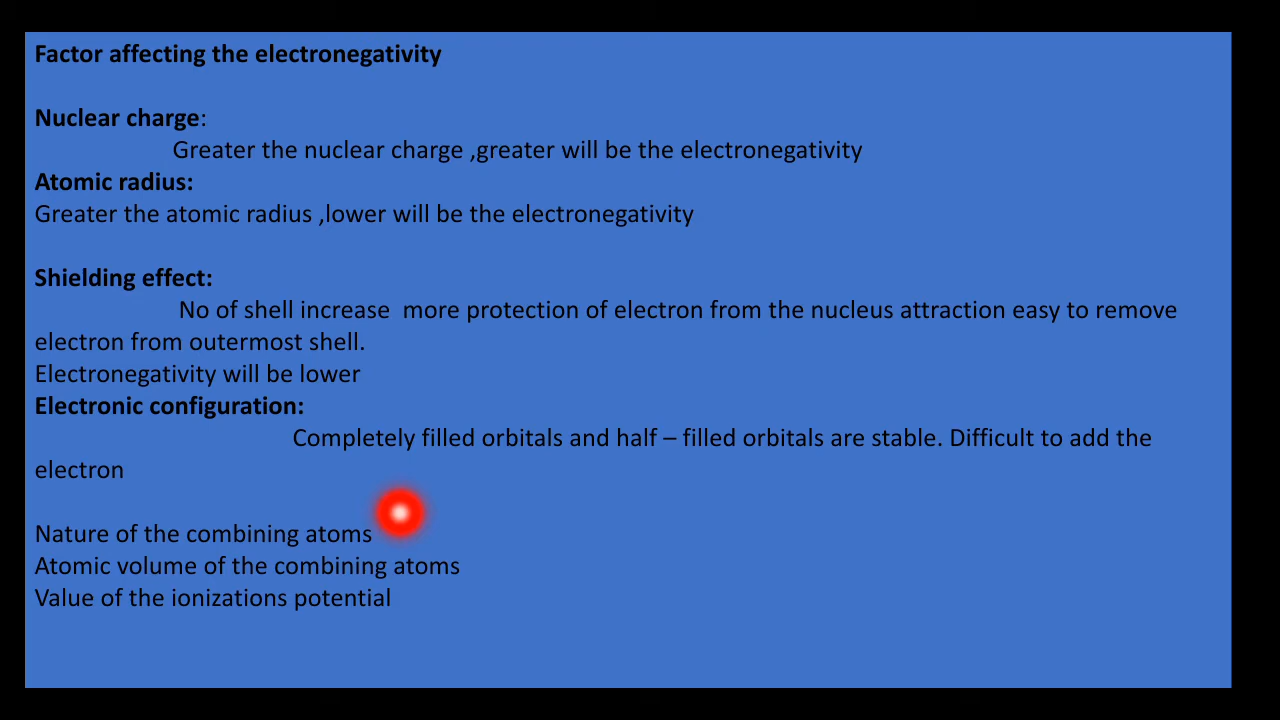 Factor affecting the electronegativity
Nuclear charge:
Greater the nuclear charge ,greater will be the electronegativity
Atomic radius:
Greater the atomic radius ,lower will be the electronegativity
Shielding effect:
No of shell increase  more protection of electron from the nucleus attraction easy to remove
electron from outermost shell.
Electronegativity will be lower
Electronic configuration:
Completely filled orbitals and half – filled orbitals are stable. Difficult to add the
electron
Nature of the combining atoms
Atomic volume of the combining atoms
Value of the ionizations potential